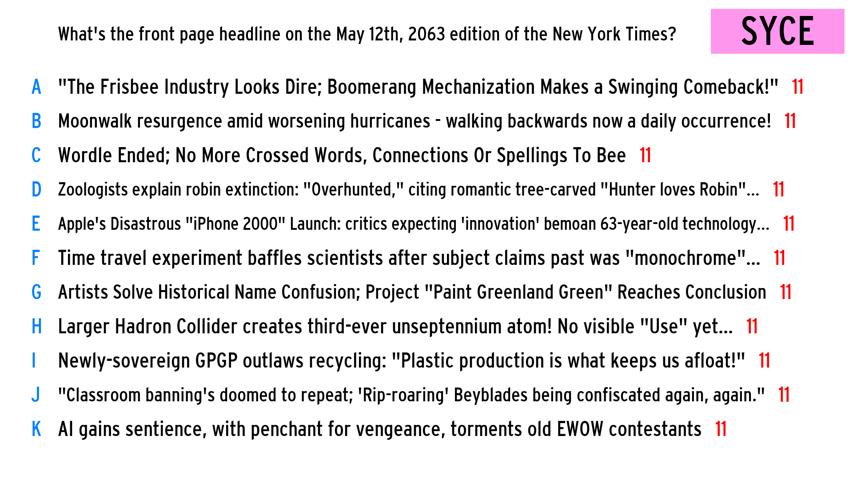 What's the front page headline on the May 12th, 2063 edition of the New York Times? SYCE
A "The Frisbee Industry Looks Dire; Boomerang Mechanization Makes a Swinging Comeback!" 11
B Moonwalk resurgence amid worsening hurricanes - walking backwards now a daily occurrence! 11
C Wordle Ended; No More Crossed Words, Connections Or Spellings To Bee 11
D Zoologists explain robin extinction: "Overhunted," citing romantic tree-carved "Hunter loves Robin"... 11
E Apple's Disastrous "iPhone 2000" Launch: critics expecting 'innovation' bemoan 63-year-old technology... 11
F Time travel experiment baffles scientists after subject claims past was "monochrome"... 11
G Artists Solve Historical Name Confusion; Project "Paint Greenland Green" Reaches Conclusion 11
H Larger Hadron Collider creates third-ever unseptennium atom! No visible "Use" yet... 11
I Newly-sovereign GPGP outlaws recycling: "Plastic production is what keeps us afloat!" 11
J "Classroom banning's doomed to repeat; 'Rip-roaring' Beyblades being confiscated again, again." 11
K AI gains sentience, with penchant for vengeance, torments old EWOW contestants 11